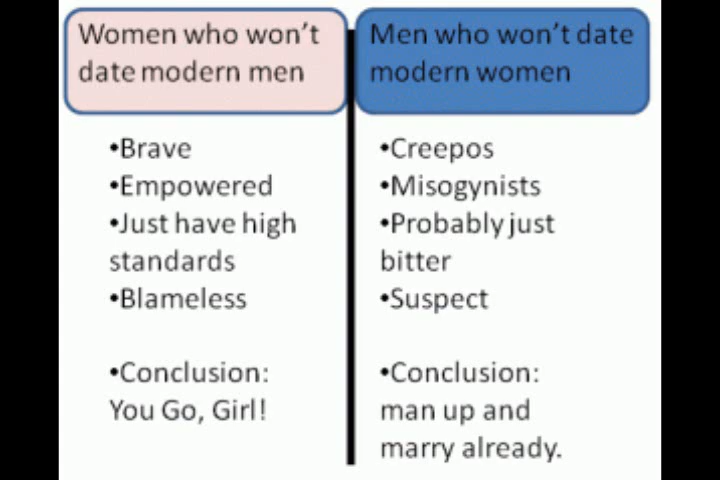 Women who won't
date modern men
•Brave
•Empowered
•Just have high
standards
•Blameless
•Conclusion:
You Go, Girl!
Men who won't date
modern women
•Creepos
•Misogynists
•Probably just
bitter
•Suspect
•Conclusion:
man up and
marry already.